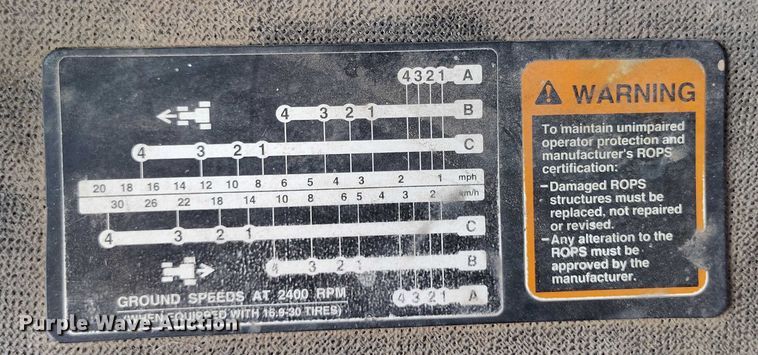 4 3 2 1 A
4 3 2 1 B
4 3 2 1 C
20 18 16 14 12 10 8 6 5 4 3 2 1 mph
30 26 22 18 14 10 8 6 5 4 3 2 km/h
4 3 2 1 C
4 3 2 1 B
4 3 2 1 A
GROUND SPEEDS AT 2400 RPM
(WHEN EQUIPPED WITH 16.9-30 TIRES)
WARNING
To maintain unimpaired
operator protection and
manufacturer's ROPS
certification:
–Damaged ROPS
structures must be
replaced, not repaired
or revised.
–Any alteration to the
ROPS must be
approved by the
manufacturer.
Purple Wave Auction